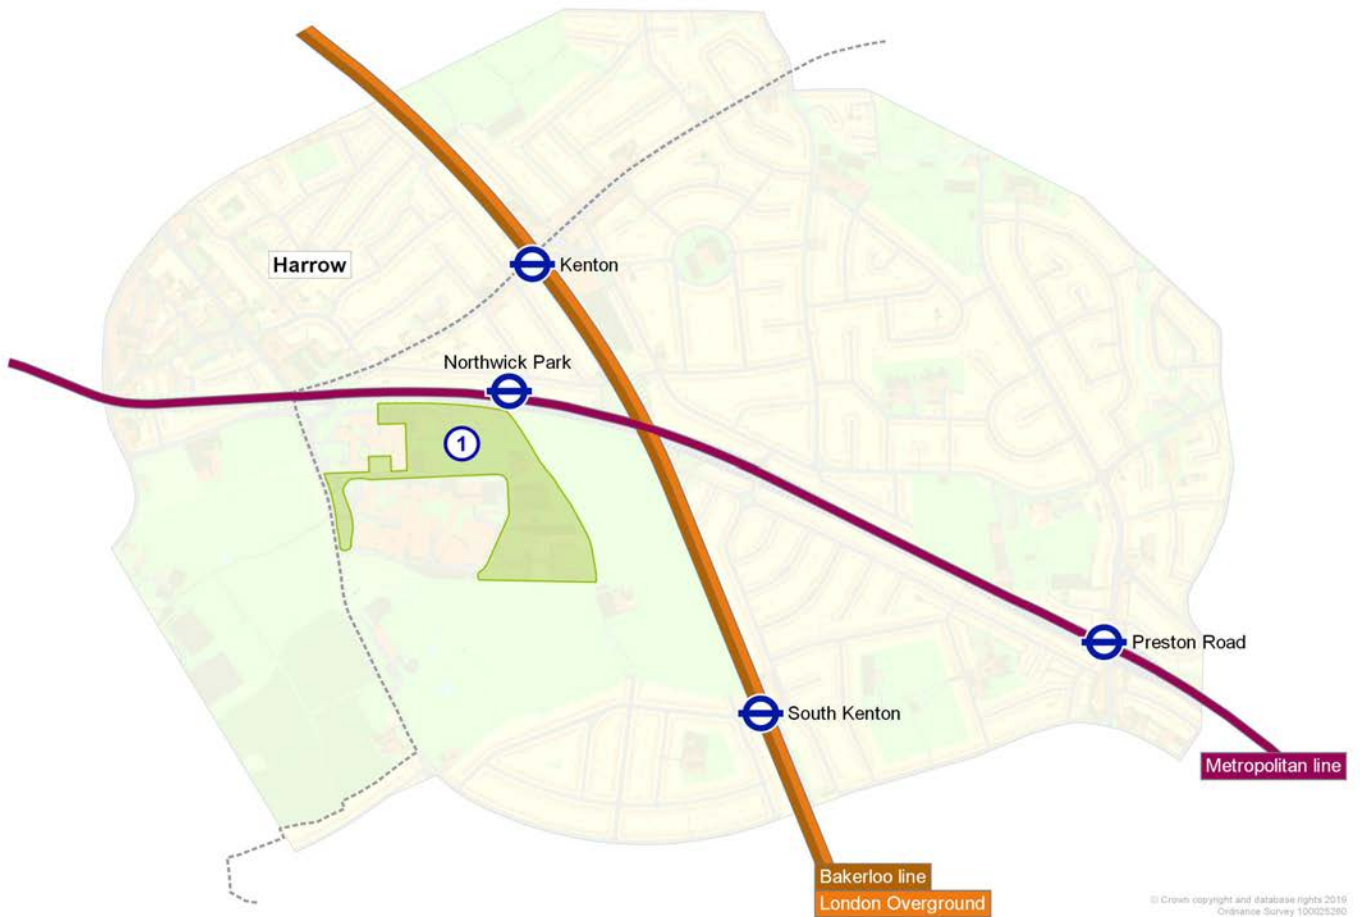 Harrow
Kenton
Northwick Park
1
Preston Road
South Kenton
Metropolitan line
Bakerloo line
London Overground
© Crown copyright and database rights 2019
Ordnance Survey 100025260